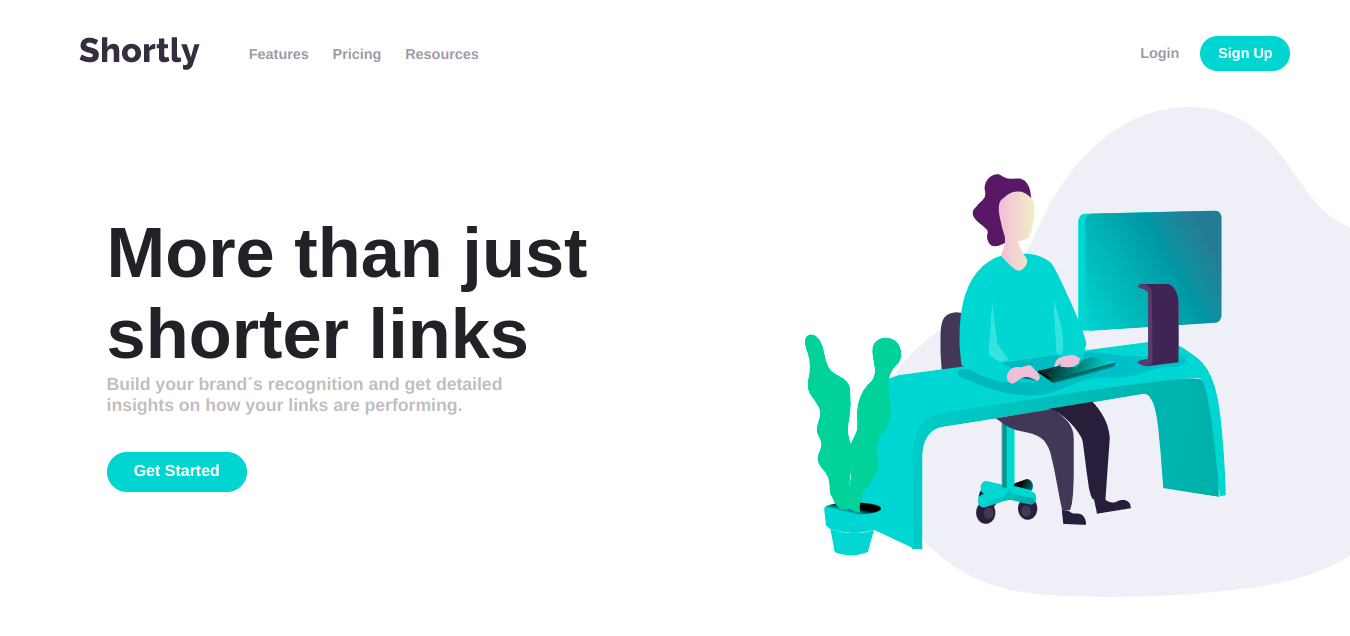 Shortly Features Pricing Resources Login Sign Up
More than just
shorter links
Build your brand´s recognition and get detailed
insights on how your links are performing.
Get Started